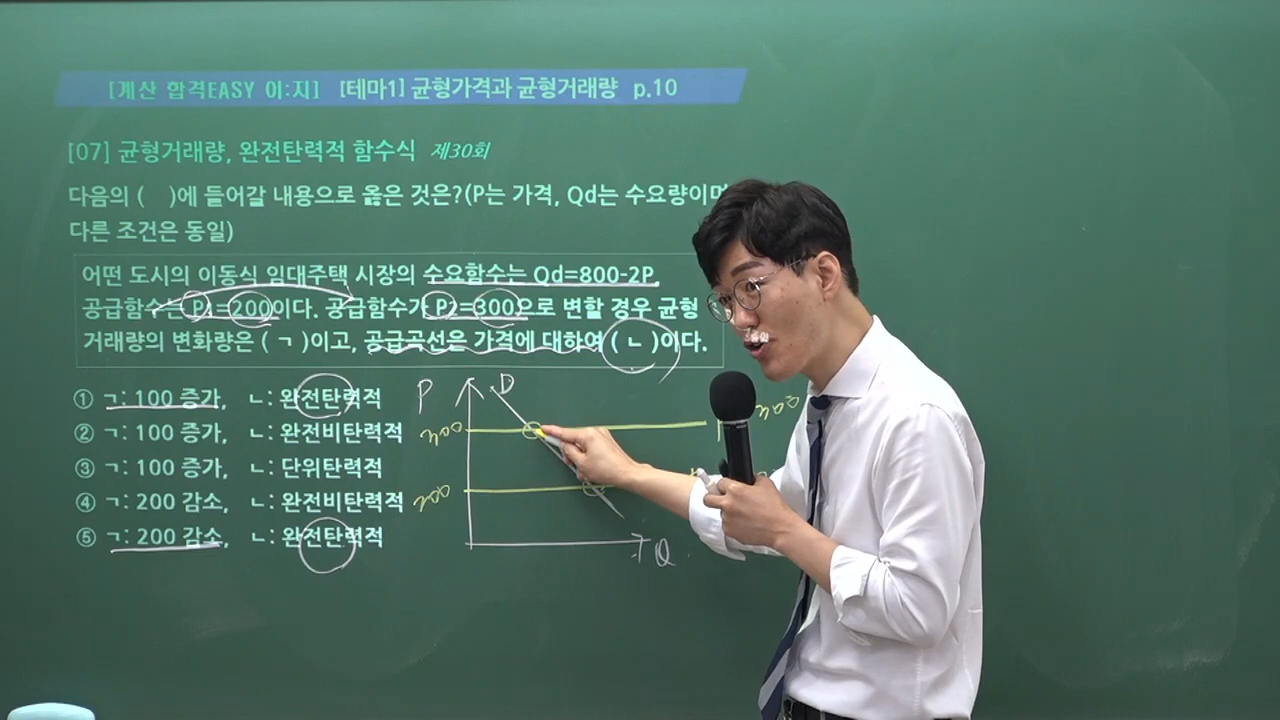 [계산 합격EASY 이:지] [테마1] 균형가격과 균형거래량 p.10
[07] 균형거래량, 완전탄력적 함수식 제30회
다음의 ( )에 들어갈 내용으로 옳은 것은?(P는 가격, Qd는 수요량이며
다른 조건은 동일)
어떤 도시의 이동식 임대주택 시장의 수요함수는 Qd=800-2P,
공급함수는 P₁=200이다. 공급함수가 P₂=300으로 변할 경우 균형
거래량의 변화량은 ( ㄱ )이고, 공급곡선은 가격에 대하여 ( ㄴ )이다.
① ㄱ: 100 증가, ㄴ: 완전탄력적
② ㄱ: 100 증가, ㄴ: 완전비탄력적
③ ㄱ: 100 증가, ㄴ: 단위탄력적
④ ㄱ: 200 감소, ㄴ: 완전비탄력적
⑤ ㄱ: 200 감소, ㄴ: 완전탄력적
P D
Q